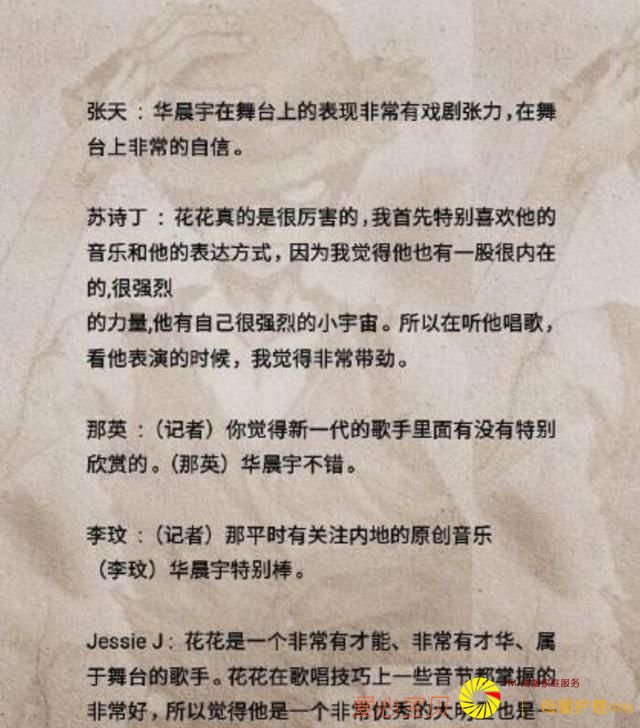 张天 ：华晨宇在舞台上的表现非常有戏剧张力,在舞
台上非常的自信。
苏诗丁 ：花花真的是很厉害的,我首先特别喜欢他的
音乐和他的表达方式，因为我觉得他也有一股很内在
的,很强烈
的力量,他有自己很强烈的小宇宙。所以在听他唱歌，
看他表演的时候，我觉得非常带劲。
那英 ：（记者）你觉得新一代的歌手里面有没有特别
欣赏的。（那英）华晨宇不错。
李玟 ：（记者）那平时有关注内地的原创音乐
（李玟）华晨宇特别棒。
Jessie J： 花花是一个非常有才能、非常有才华、属
于舞台的歌手。花花在歌唱技巧上一些音节都掌握的
非常好，所以觉得他是一个非常优秀的大明星也是一